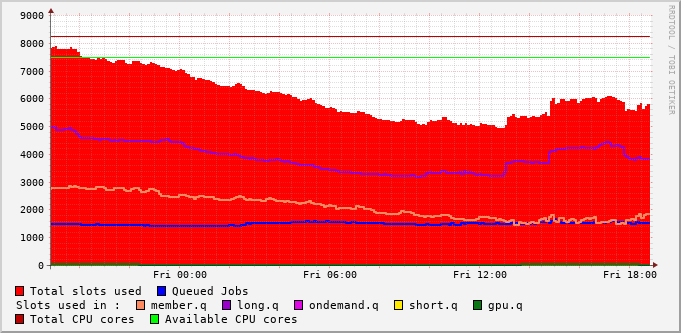 9000
8000
7000
6000
5000
4000
3000
2000
1000
0
Fri 00:00 Fri 06:00 Fri 12:00 Fri 18:00
RRDTOOL / TOBI OETIKER
Total slots used Queued Jobs
Slots used in : member.q long.q ondemand.q short.q gpu.q
Total CPU cores Available CPU cores